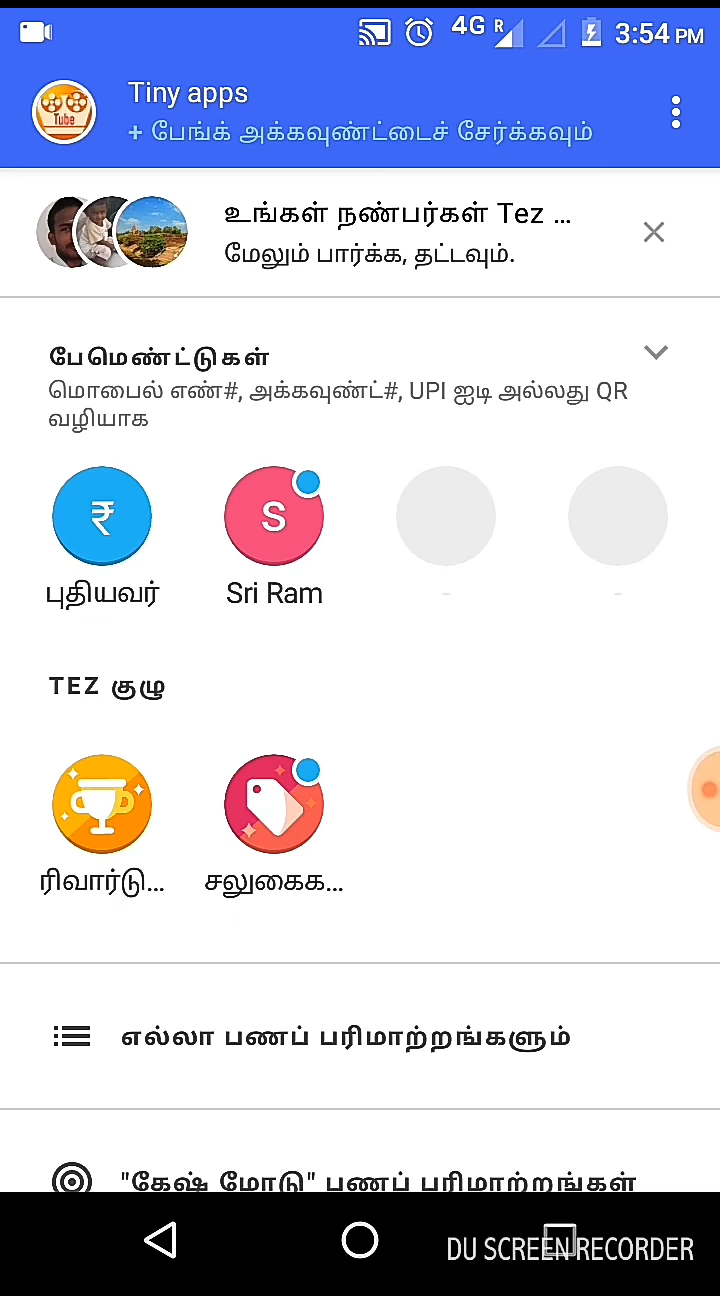 4G R 3:54 PM
Tube
Tiny apps
+ பேங்க் அக்கவுண்ட்டைச் சேர்க்கவும்
உங்கள் நண்பர்கள் Tez ...
மேலும் பார்க்க, தட்டவும்.
பேமெண்ட்டுகள்
மொபைல் எண்#, அக்கவுண்ட்#, UPI ஐடி அல்லது QR
வழியாக
₹ S
புதியவர் Sri Ram - -
TEZ குழு
ரிவார்டு... சலுகைக...
எல்லா பணப் பரிமாற்றங்களும்
"கேஷ் மோடு" பணப் பரிமாற்றங்கள்
DU SCREEN RECORDER